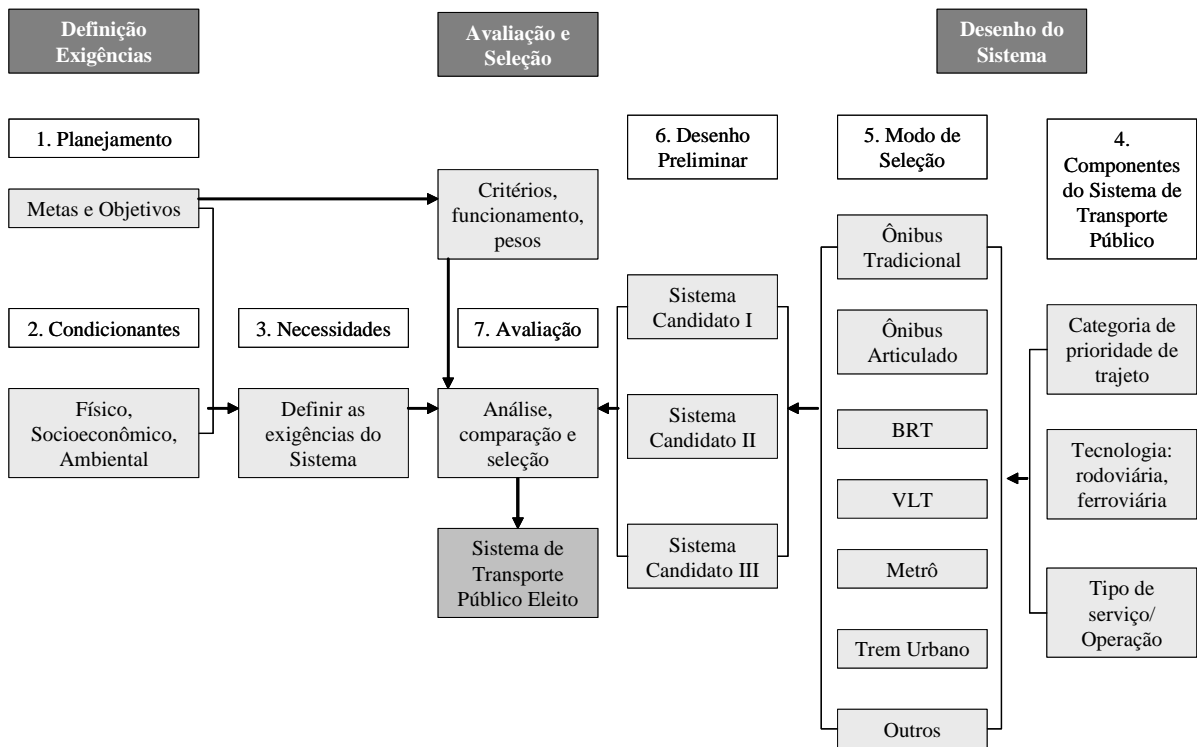 Definição
Exigências
Avaliação e
Seleção
Desenho do
Sistema
1. Planejamento
6. Desenho
Preliminar
5. Modo de
Seleção
4.
Componentes
do Sistema de
Transporte
Público
Metas e Objetivos
Critérios,
funcionamento,
pesos
Ônibus
Tradicional
2. Condicionantes
3. Necessidades
7. Avaliação
Sistema
Candidato I
Ônibus
Articulado
Categoria de
prioridade de
trajeto
Físico,
Socioeconômico,
Ambiental
Definir as
exigências do
Sistema
Análise,
comparação e
seleção
Sistema
Candidato II
BRT
Tecnologia:
rodoviária,
ferroviária
VLT
Sistema de
Transporte
Público Eleito
Sistema
Candidato III
Metrô
Tipo de
serviço/
Operação
Trem Urbano
Outros